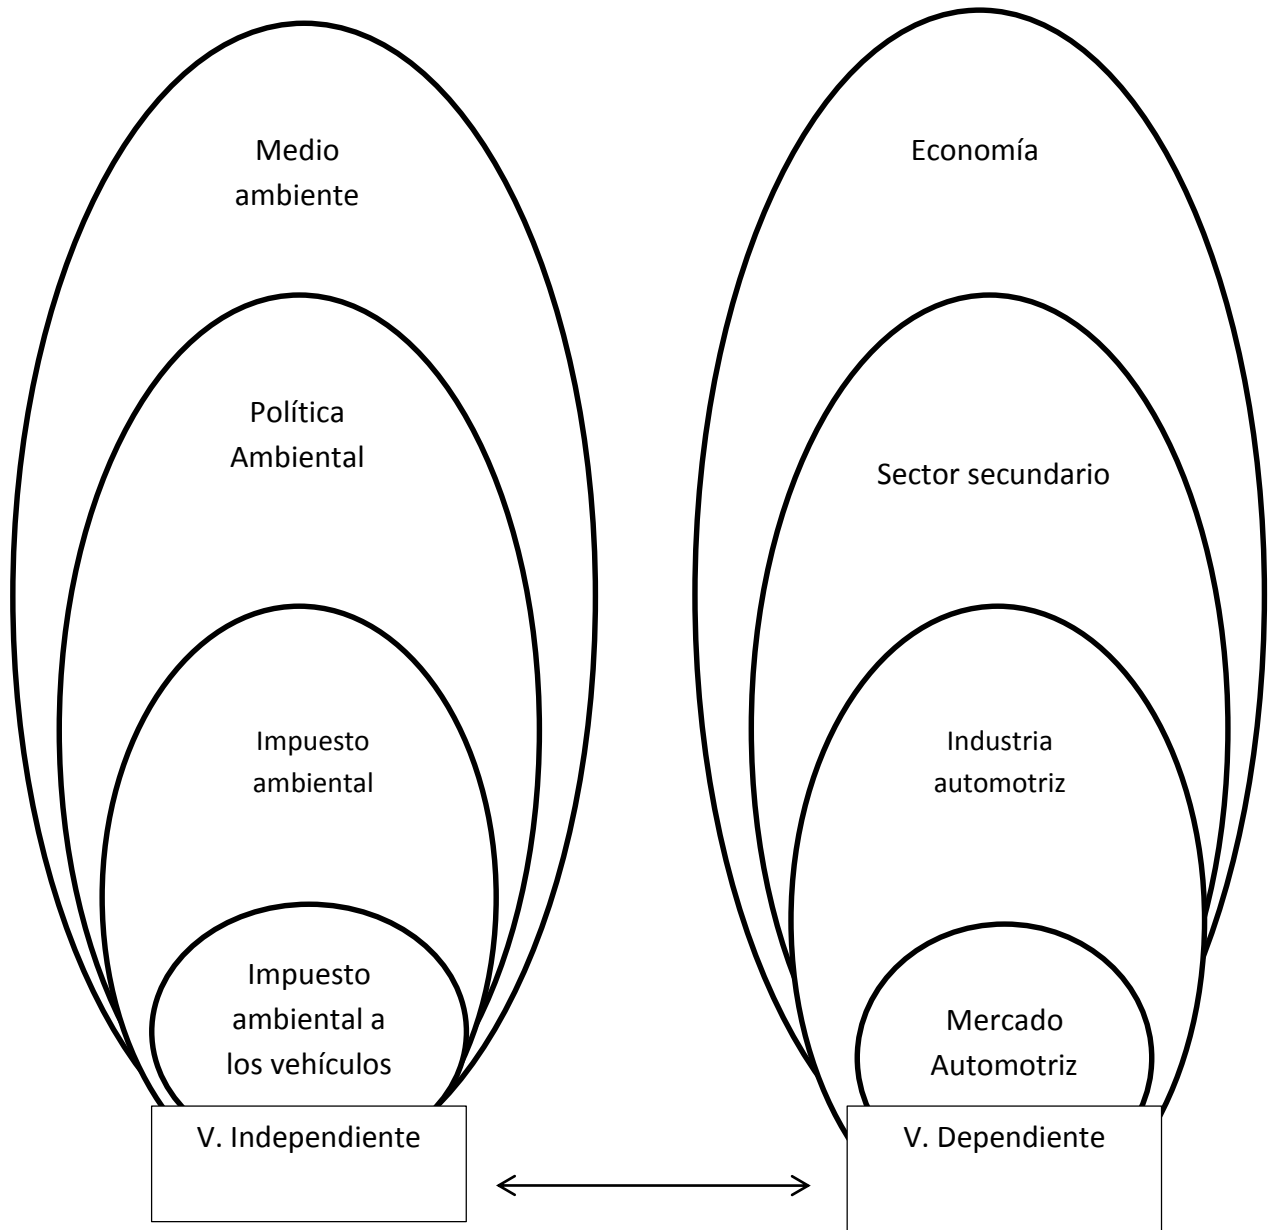 Medio
ambiente
Economía
Política
Ambiental
Sector secundario
Impuesto
ambiental
Industria
automotriz
Impuesto
ambiental a
los vehículos
Mercado
Automotriz
V. Independiente
V. Dependiente